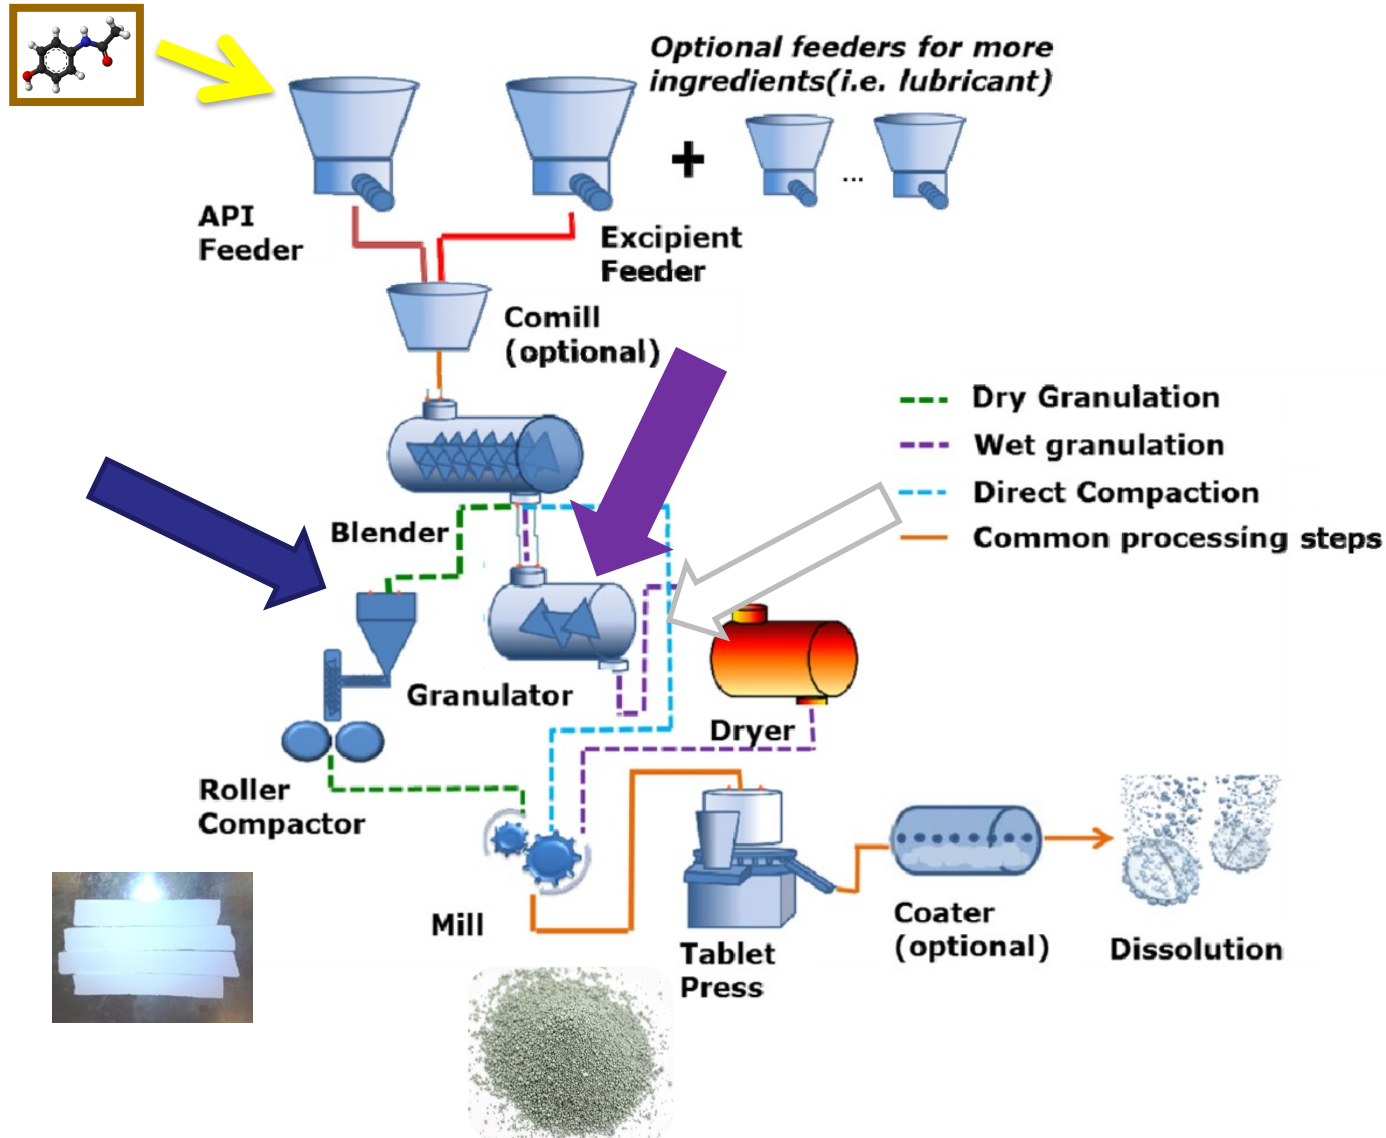 Optional feeders for more
ingredients(i.e. lubricant)
+
...
API
Feeder
Excipient
Feeder
Comill
(optional)
Dry Granulation
Wet granulation
Direct Compaction
Common processing steps
Blender
Granulator
Dryer
Roller
Compactor
Mill
Tablet
Press
Coater
(optional)
Dissolution